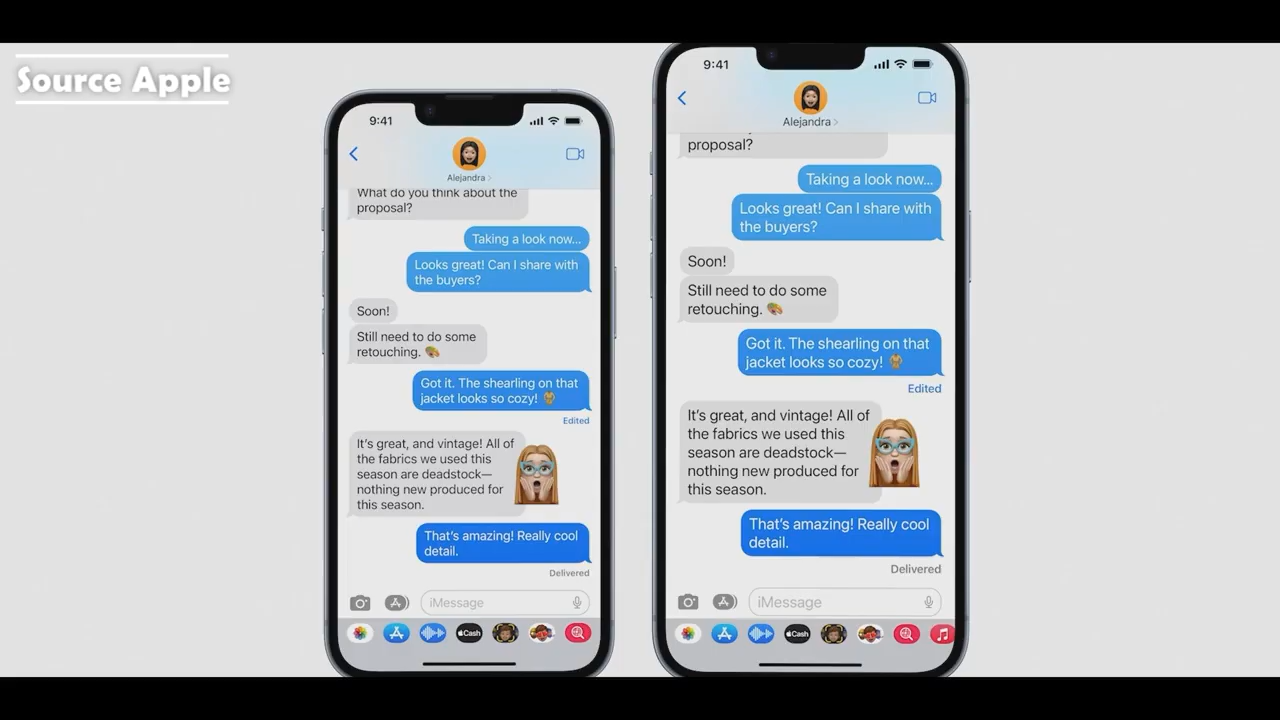 Source Apple
9:41
Alejandra
What do you think about the
proposal?
Taking a look now...
Looks great! Can I share with
the buyers?
Soon!
Still need to do some
retouching. 🎨
Got it. The shearling on that
jacket looks so cozy! 🧥
Edited
It's great, and vintage! All of
the fabrics we used this
season are deadstock—
nothing new produced for
this season.
That's amazing! Really cool
detail.
Delivered
iMessage
Cash
9:41
Alejandra
proposal?
Taking a look now...
Looks great! Can I share with
the buyers?
Soon!
Still need to do some
retouching. 🎨
Got it. The shearling on that
jacket looks so cozy! 🧥
Edited
It's great, and vintage! All of
the fabrics we used this
season are deadstock—
nothing new produced for
this season.
That's amazing! Really cool
detail.
Delivered
iMessage
Cash